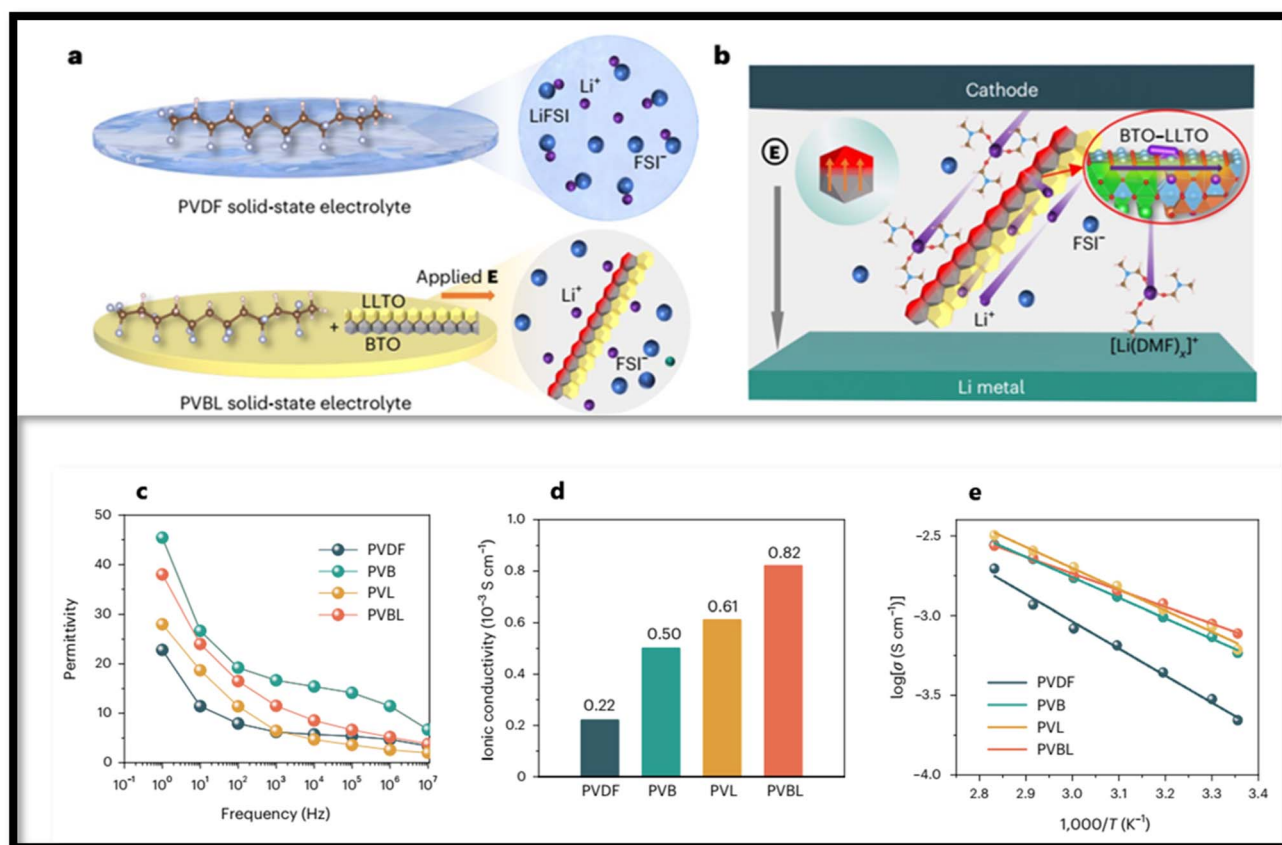 a
Li⁺
LiFSI
FSI⁻
PVDF solid-state electrolyte
Applied E
LLTO
+
BTO
Li⁺
FSI⁻
PVBL solid-state electrolyte
b
Cathode
E
BTO–LLTO
FSI⁻
Li⁺
[Li(DMF)ₓ]⁺
Li metal
c
Permittivity
50
40
30
20
10
0
PVDF
PVB
PVL
PVBL
10⁻¹ 10⁰ 10¹ 10² 10³ 10⁴ 10⁵ 10⁶ 10⁷
Frequency (Hz)
d
Ionic conductivity (10⁻³ S cm⁻¹)
1.0
0.8
0.6
0.4
0.2
0
0.22
0.50
0.61
0.82
PVDF PVB PVL PVBL
e
log[σ (S cm⁻¹)]
−2.5
−3.0
−3.5
−4.0
PVDF
PVB
PVL
PVBL
2.8 2.9 3.0 3.1 3.2 3.3 3.4
1,000/T (K⁻¹)